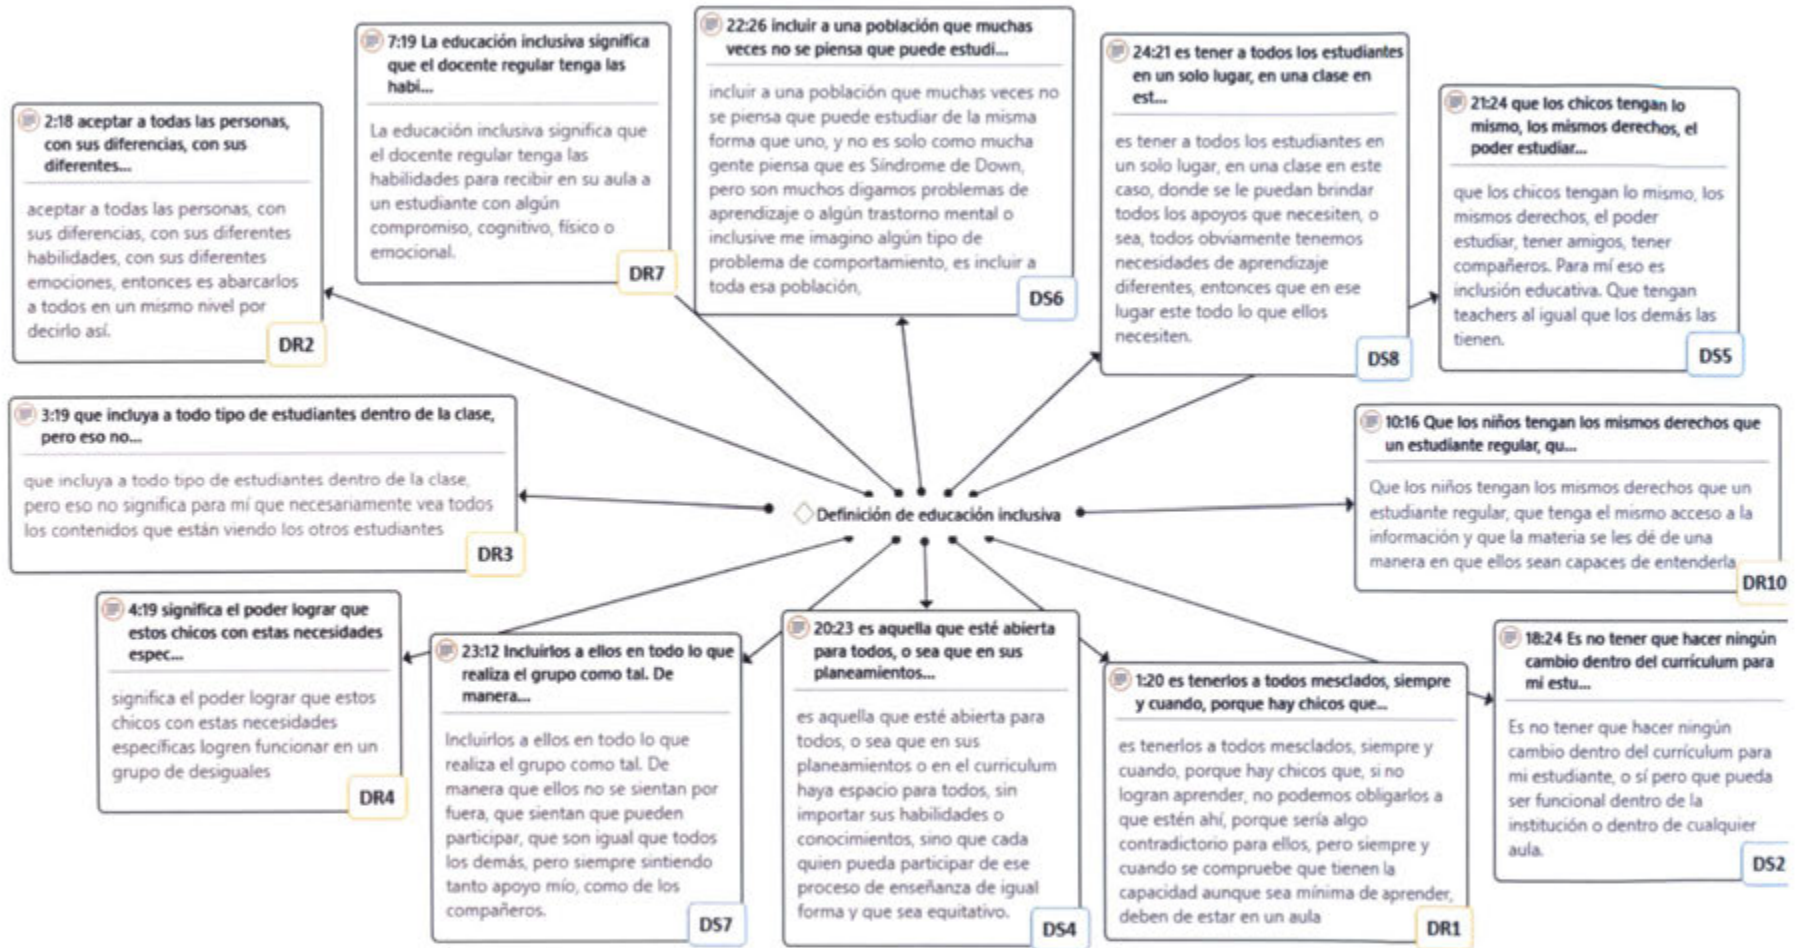 2:18 aceptar a todas las personas,
con sus diferencias, con sus
diferentes...
aceptar a todas las personas, con
sus diferencias, con sus diferentes
habilidades, con sus diferentes
emociones, entonces es abarcarlos
a todos en un mismo nivel por
decirlo así.
DR2
7:19 La educación inclusiva significa
que el docente regular tenga las
habi...
La educación inclusiva significa que
el docente regular tenga las
habilidades para recibir en su aula a
un estudiante con algún
compromiso, cognitivo, físico o
emocional.
DR7
22:26 incluir a una población que muchas
veces no se piensa que puede estudi...
incluir a una población que muchas veces no
se piensa que puede estudiar de la misma
forma que uno, y no es solo como mucha
gente piensa que es Síndrome de Down,
pero son muchos digamos problemas de
aprendizaje o algún trastorno mental o
inclusive me imagino algún tipo de
problema de comportamiento, es incluir a
toda esa población,
DS6
24:21 es tener a todos los estudiantes
en un solo lugar, en una clase en
est...
es tener a todos los estudiantes en
un solo lugar, en una clase en este
caso, donde se le puedan brindar
todos los apoyos que necesiten, o
sea, todos obviamente tenemos
necesidades de aprendizaje
diferentes, entonces que en ese
lugar este todo lo que ellos
necesiten.
DS8
21:24 que los chicos tengan lo
mismo, los mismos derechos, el
poder estudiar...
que los chicos tengan lo mismo, los
mismos derechos, el poder
estudiar, tener amigos, tener
compañeros. Para mí eso es
inclusión educativa. Que tengan
teachers al igual que los demás las
tienen.
DS5
3:19 que incluya a todo tipo de estudiantes dentro de la clase,
pero eso no...
que incluya a todo tipo de estudiantes dentro de la clase,
pero eso no significa para mí que necesariamente vea todos
los contenidos que están viendo los otros estudiantes
DR3
Definición de educación inclusiva
10:16 Que los niños tengan los mismos derechos que
un estudiante regular, qu...
Que los niños tengan los mismos derechos que un
estudiante regular, que tenga el mismo acceso a la
información y que la materia se les dé de una
manera en que ellos sean capaces de entenderla
DR10
4:19 significa el poder lograr que
estos chicos con estas necesidades
espec...
significa el poder lograr que estos
chicos con estas necesidades
específicas logren funcionar en un
grupo de desiguales
DR4
23:12 Incluirlos a ellos en todo lo que
realiza el grupo como tal. De
manera...
Incluirlos a ellos en todo lo que
realiza el grupo como tal. De
manera que ellos no se sientan por
fuera, que sientan que pueden
participar, que son igual que todos
los demás, pero siempre sintiendo
tanto apoyo mío, como de los
compañeros.
DS7
20:23 es aquella que esté abierta
para todos, o sea que en sus
planeamientos...
es aquella que esté abierta para
todos, o sea que en sus
planeamientos o en el curriculum
haya espacio para todos, sin
importar sus habilidades o
conocimientos, sino que cada
quien pueda participar de ese
proceso de enseñanza de igual
forma y que sea equitativo.
DS4
1:20 es tenerlos a todos mesclados, siempre
y cuando, porque hay chicos que...
es tenerlos a todos mesclados, siempre y
cuando, porque hay chicos que, si no
logran aprender, no podemos obligarlos a
que estén ahí, porque sería algo
contradictorio para ellos, pero siempre y
cuando se compruebe que tienen la
capacidad aunque sea mínima de aprender,
deben de estar en un aula
DR1
18:24 Es no tener que hacer ningún
cambio dentro del currículum para
mi estu...
Es no tener que hacer ningún
cambio dentro del currículum para
mi estudiante, o sí pero que pueda
ser funcional dentro de la
institución o dentro de cualquier
aula.
DS2